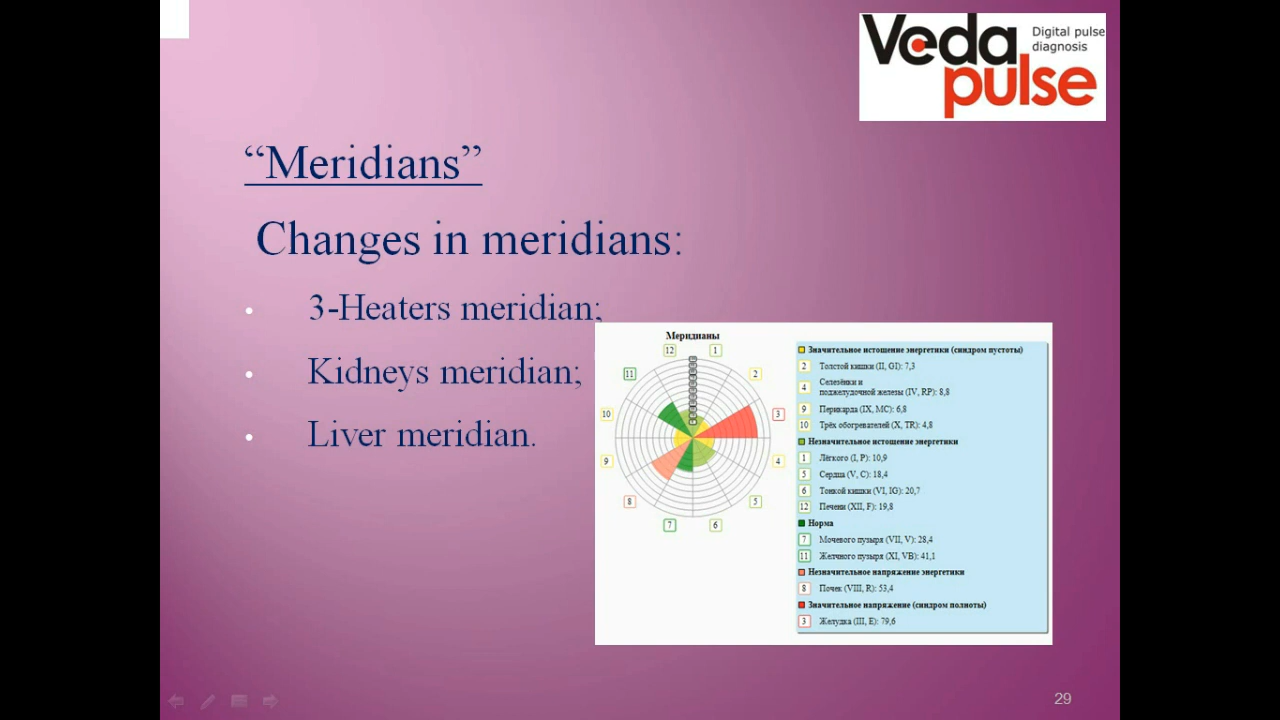 Veda
pulse
Digital pulse
diagnosis
“Meridians”
Changes in meridians:
• 3-Heaters meridian;
• Kidneys meridian;
• Liver meridian.
Меридианы
12
1
11
2
10
3
9
4
8
5
7
6
Значительное истощение энергетики (синдром пустоты)
2 Толстой кишки (II, GI): 7,3
4 Селезёнки и
поджелудочной железы (IV, RP): 8,8
9 Перикарда (IX, MC): 6,8
10 Трёх обогревателей (X, TR): 4,8
Незначительное истощение энергетики
1 Лёгкого (I, P): 10,9
5 Сердца (V, C): 18,4
6 Тонкой кишки (VI, IG): 20,7
12 Печени (XII, F): 19,8
Норма
7 Мочевого пузыря (VII, V): 28,4
11 Желчного пузыря (XI, VB): 41,1
Незначительное напряжение энергетики
8 Почек (VIII, R): 53,4
Значительное напряжение (синдром полноты)
3 Желудка (III, E): 79,6
29